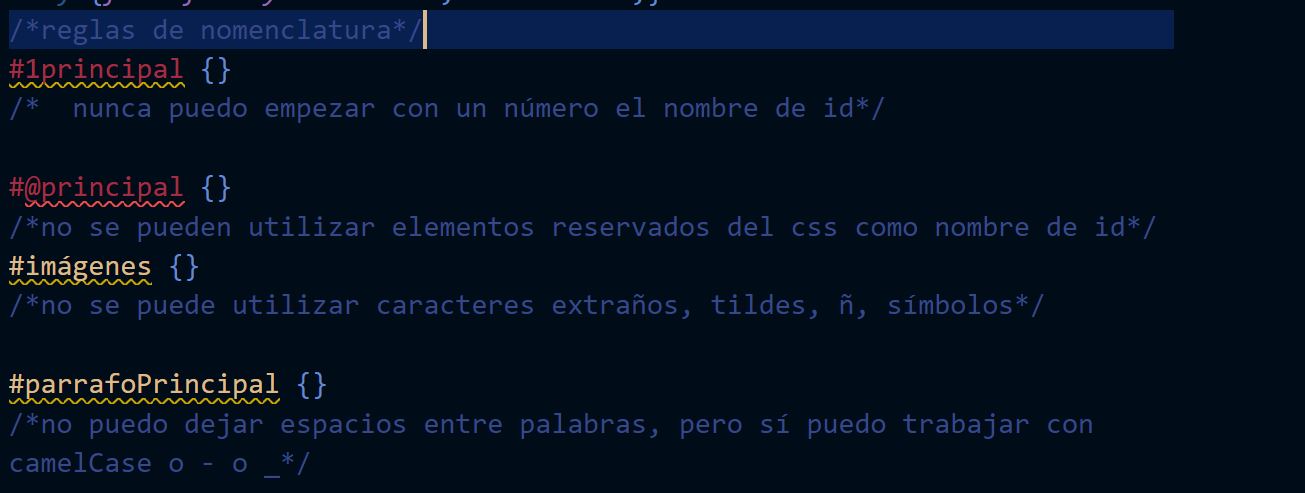 /*reglas de nomenclatura*/
#1principal {}
/*  nunca puedo empezar con un número el nombre de id*/
#@principal {}
/*no se pueden utilizar elementos reservados del css como nombre de id*/
#imágenes {}
/*no se puede utilizar caracteres extraños, tildes, ñ, símbolos*/
#parrafoPrincipal {}
/*no puedo dejar espacios entre palabras, pero sí puedo trabajar con
camelCase o - o _*/